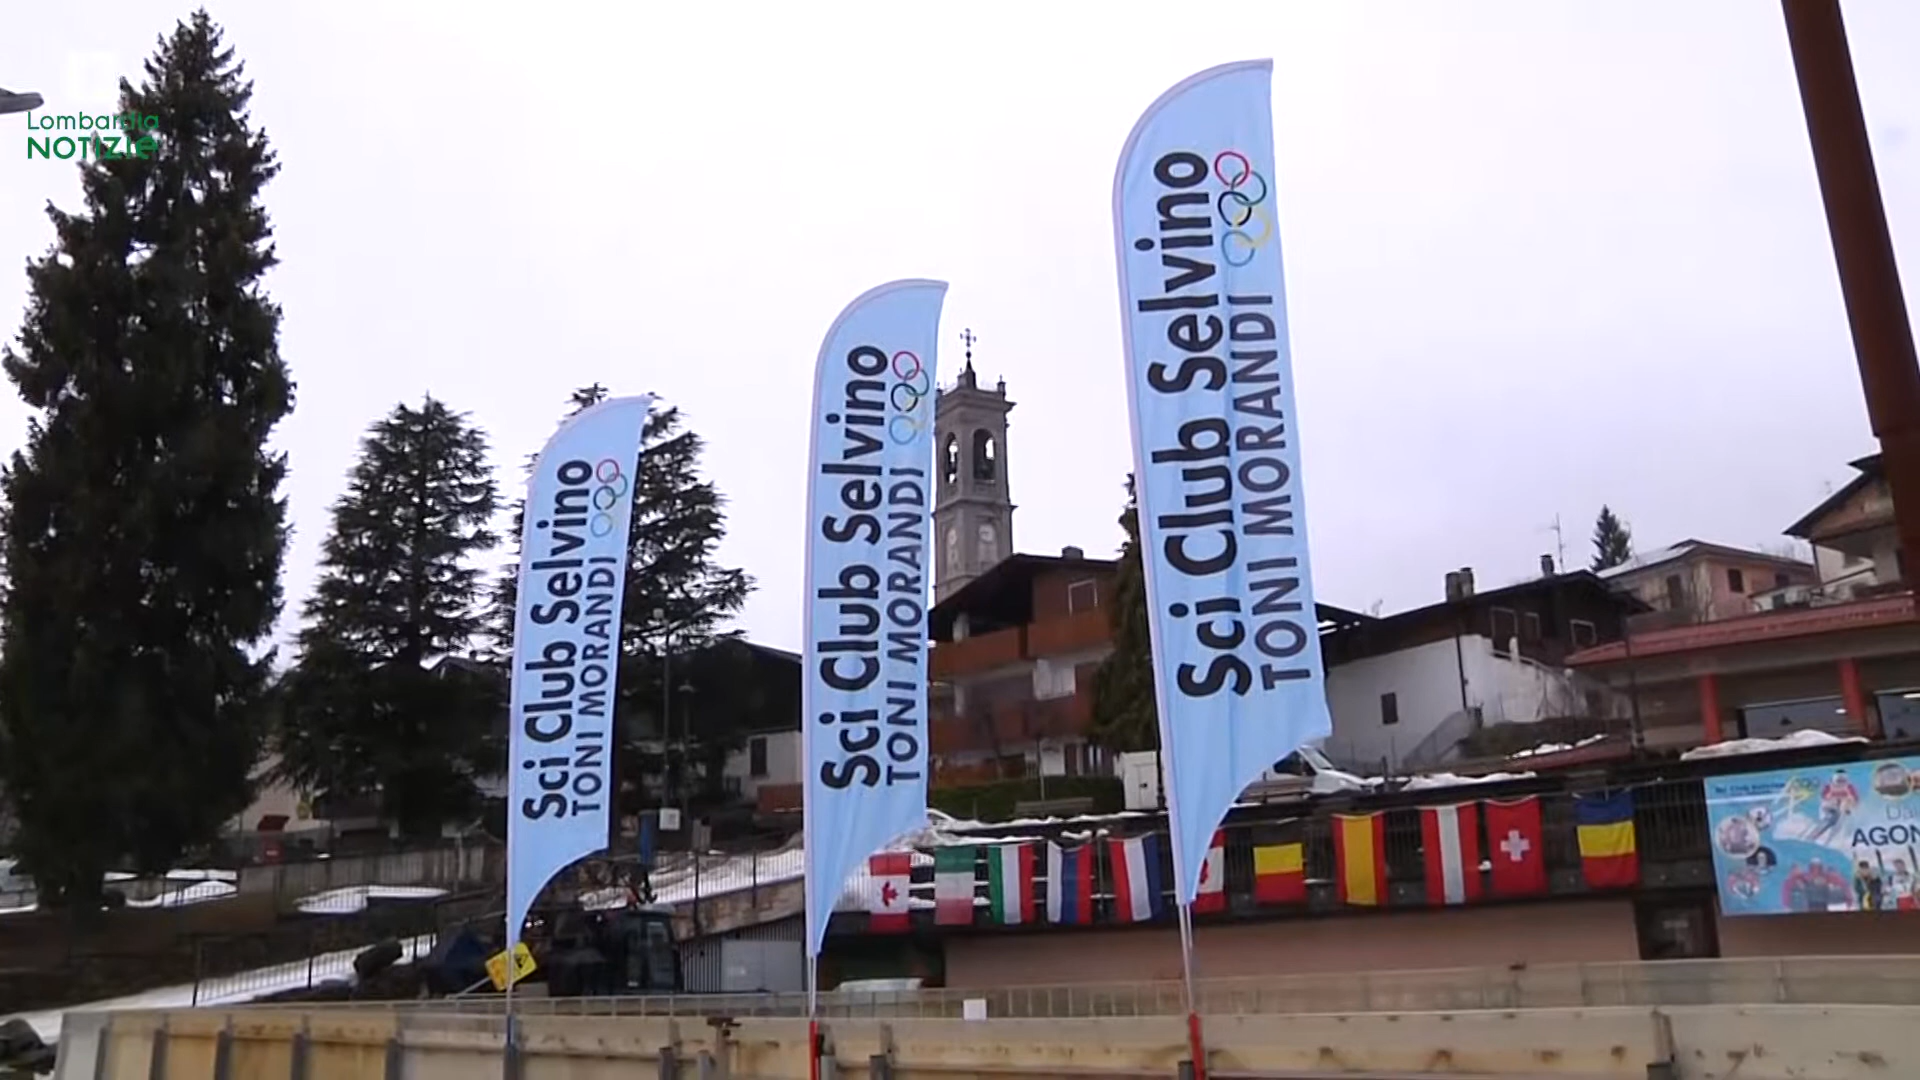 Lombardia
NOTIZIE
Sci Club Selvino
TONI MORANDI
Sci Club Selvino
TONI MORANDI
Sci Club Selvino
TONI MORANDI
AGON